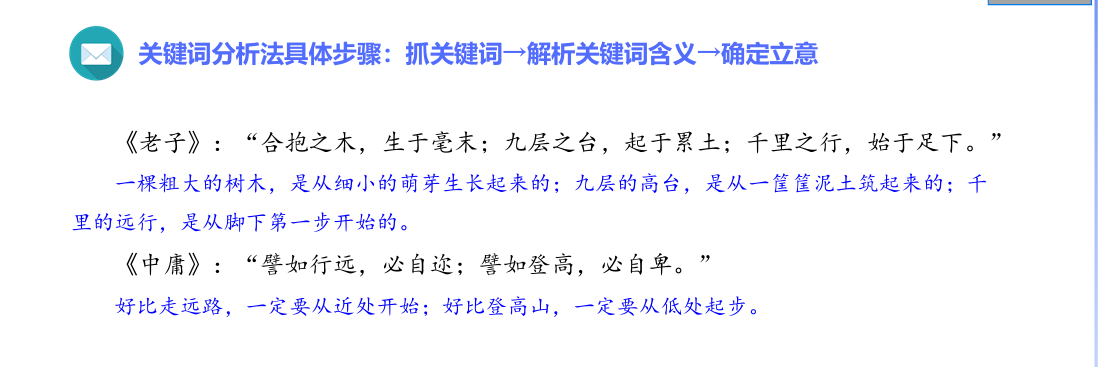 关键词分析法具体步骤：抓关键词→解析关键词含义→确定立意
《老子》：“合抱之木，生于毫末；九层之台，起于累土；千里之行，始于足下。”
一棵粗大的树木，是从细小的萌芽生长起来的；九层的高台，是从一筐筐泥土筑起来的；千
里的远行，是从脚下第一步开始的。
《中庸》：“譬如行远，必自迩；譬如登高，必自卑。”
好比走远路，一定要从近处开始；好比登高山，一定要从低处起步。